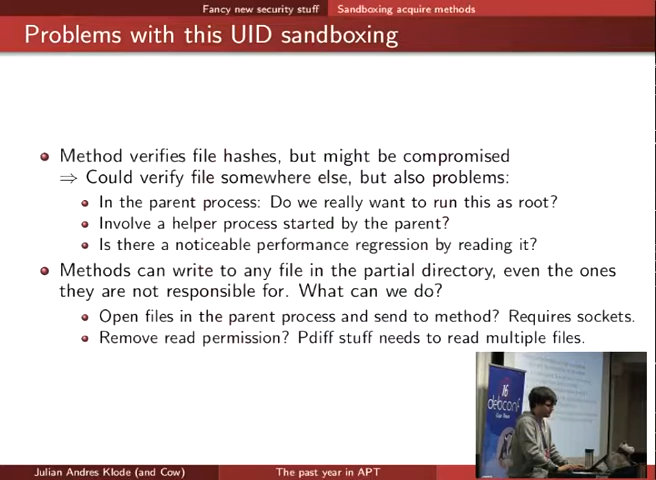 Fancy new security stuff Sandboxing acquire methods
Problems with this UID sandboxing
Method verifies file hashes, but might be compromised
⇒ Could verify file somewhere else, but also problems:
In the parent process: Do we really want to run this as root?
Involve a helper process started by the parent?
Is there a noticeable performance regression by reading it?
Methods can write to any file in the partial directory, even the ones
they are not responsible for. What can we do?
Open files in the parent process and send to method? Requires sockets.
Remove read permission? Pdiff stuff needs to read multiple files.
16
debconf
Julian Andres Klode (and Cow) The past year in APT